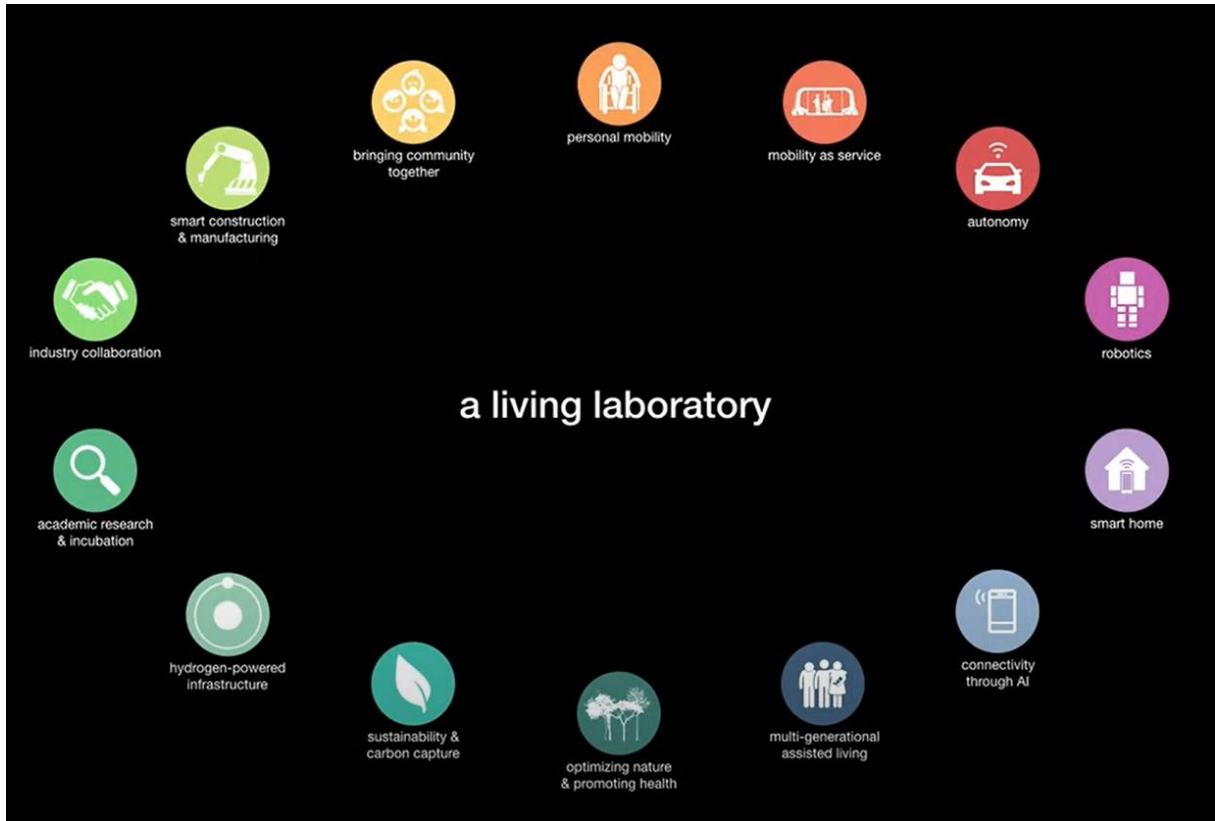 personal mobility
mobility as service
autonomy
robotics
smart home
connectivity
through AI
multi-generational
assisted living
optimizing nature
& promoting health
sustainability &
carbon capture
hydrogen-powered
infrastructure
academic research
& incubation
industry collaboration
smart construction
& manufacturing
bringing community
together
a living laboratory